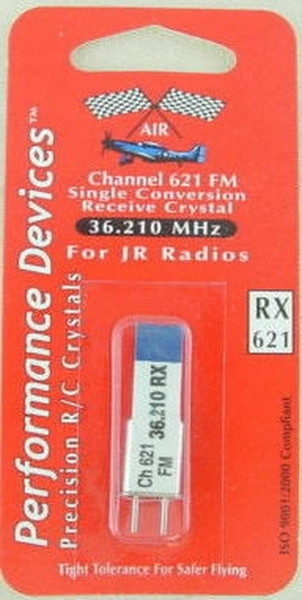 AIR
Channel 621 FM
Single Conversion
Receive Crystal
36.210 MHz
For JR Radios
Performance Devices™
Precision R/C Crystals
RX
621
Ch 621 36.210 RX
FM
ISO 9001/2000 Compliant
Tight Tolerance For Safer Flying